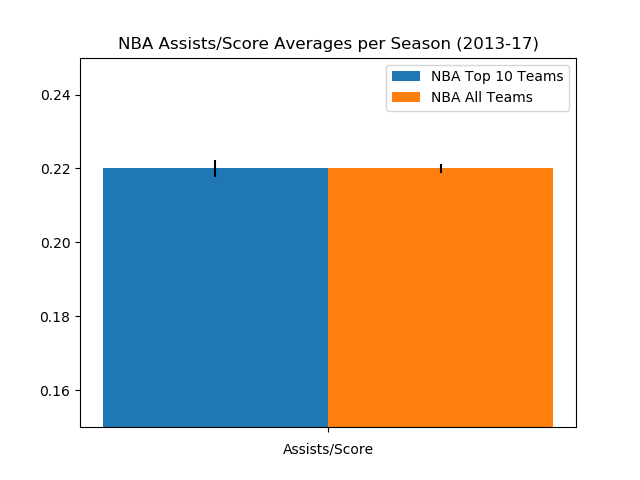 NBA Assists/Score Averages per Season (2013-17)
NBA Top 10 Teams
NBA All Teams
0.24
0.22
0.20
0.18
0.16
Assists/Score